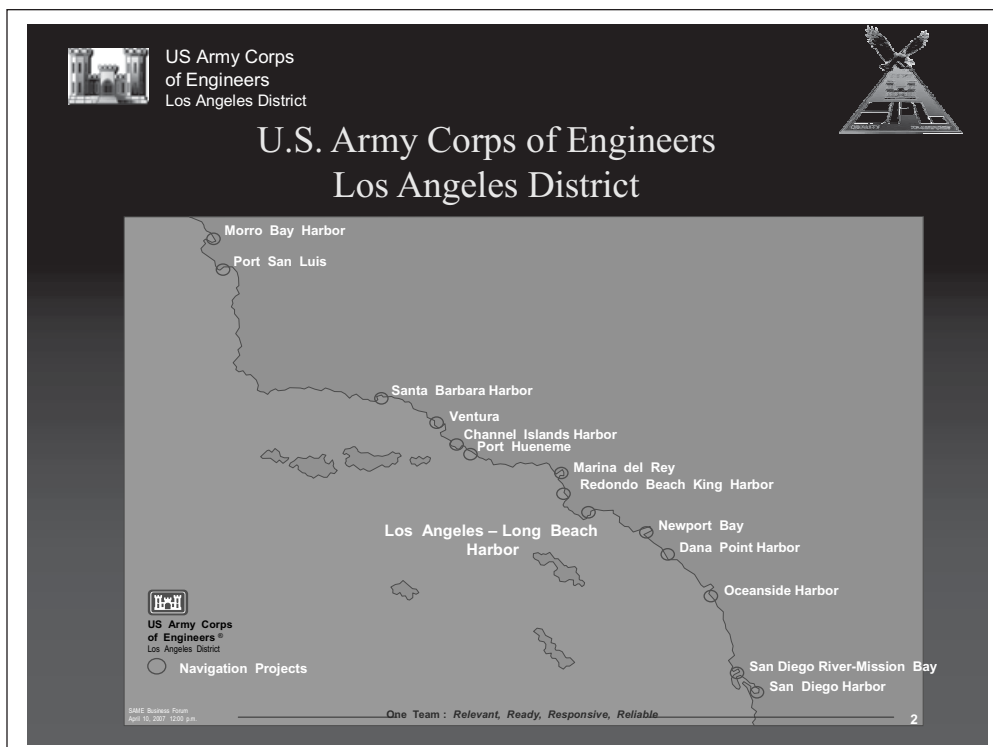 US Army Corps
of Engineers
Los Angeles District
U.S. Army Corps of Engineers
Los Angeles District
Morro Bay Harbor
Port San Luis
Santa Barbara Harbor
Ventura
Channel Islands Harbor
Port Hueneme
Marina del Rey
Redondo Beach King Harbor
Los Angeles – Long Beach
Harbor
Newport Bay
Dana Point Harbor
Oceanside Harbor
San Diego River-Mission Bay
San Diego Harbor
US Army Corps
of Engineers ®
Los Angeles District
Navigation Projects
SAME Business Forum
April 10, 2007 12:00 p.m.
One Team : Relevant, Ready, Responsive, Reliable
2